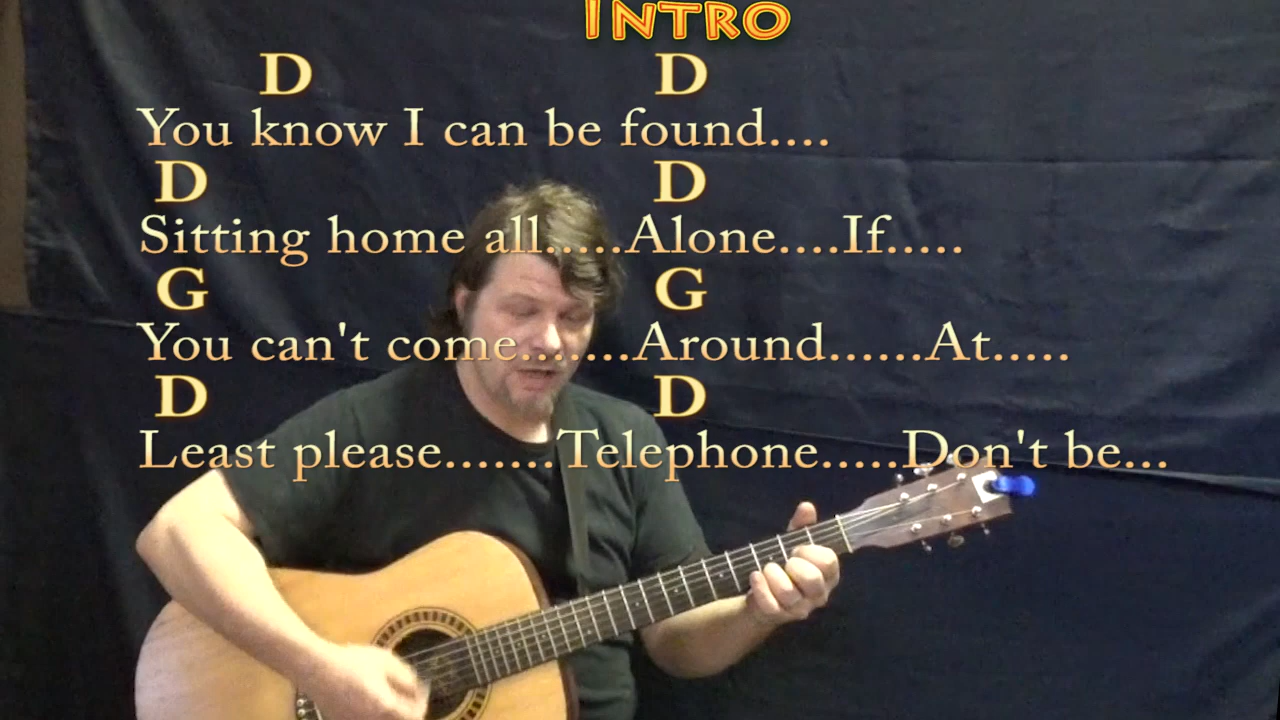 INTRO
D D
You know I can be found....
D D
Sitting home all.....Alone....If.....
G G
You can't come.......Around......At.....
D D
Least please.......Telephone.....Don't be...